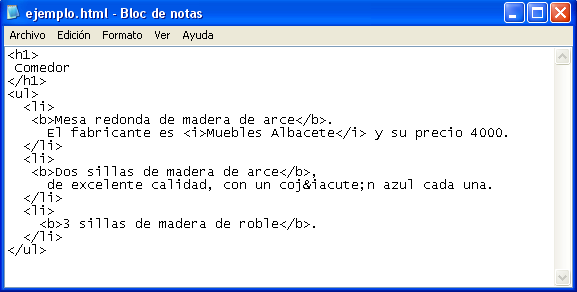 ejemplo.html - Bloc de notas
Archivo Edición Formato Ver Ayuda
<h1>
 Comedor
</h1>
<ul>
  <li>
   <b>Mesa redonda de madera de arce</b>.
     El fabricante es <i>Muebles Albacete</i> y su precio 4000.
  </li>
  <li>
   <b>Dos sillas de madera de arce</b>,
     de excelente calidad, con un coj&iacute;n azul cada una.
  </li>
  <li>
    <b>3 sillas de madera de roble</b>.
  </li>
</ul>